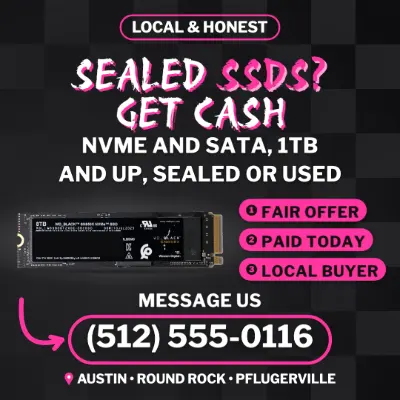 LOCAL & HONEST
SEALED SSDS?
GET CASH
NVME AND SATA, 1TB
AND UP, SEALED OR USED
8TB
1 FAIR OFFER
2 PAID TODAY
3 LOCAL BUYER
MESSAGE US
(512) 555-0116
AUSTIN • ROUND ROCK • PFLUGERVILLE